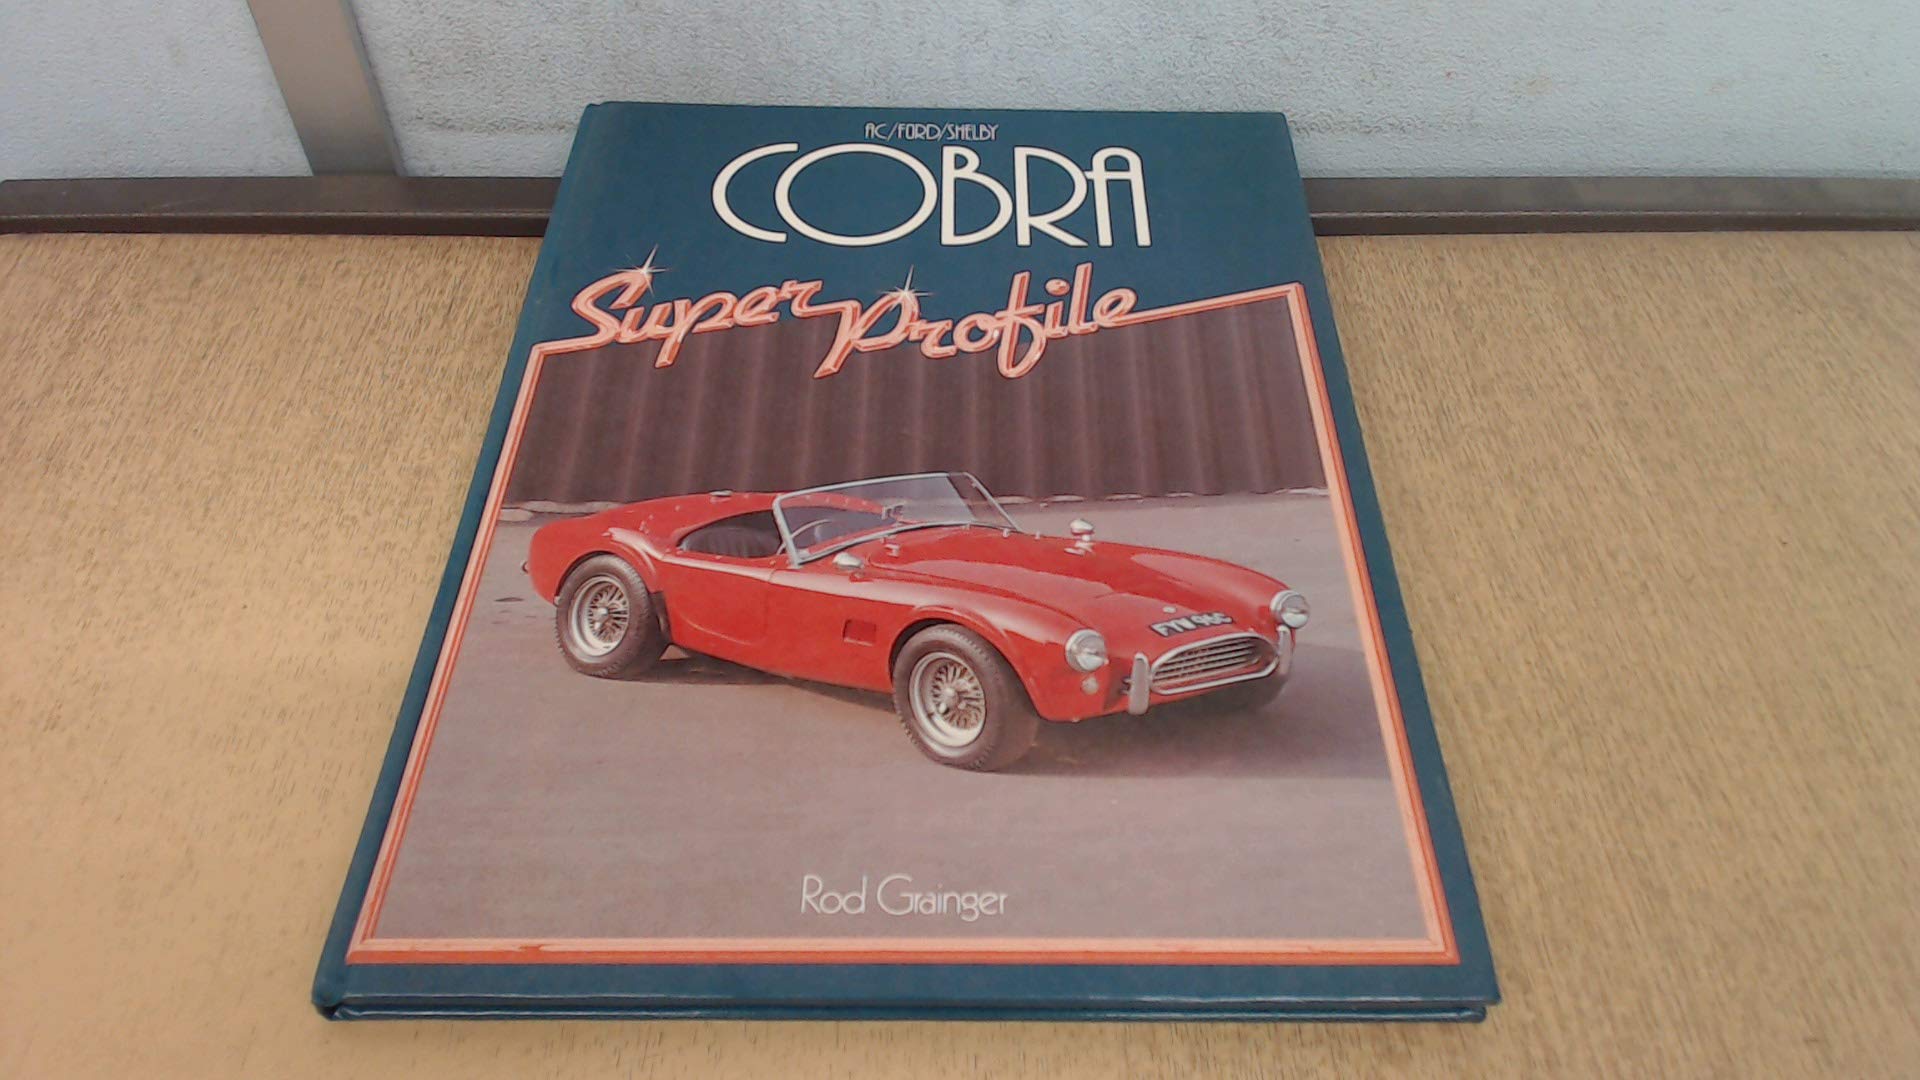 AC/FORD/SHELBY
COBRA
Super Profile
Rod Grainger